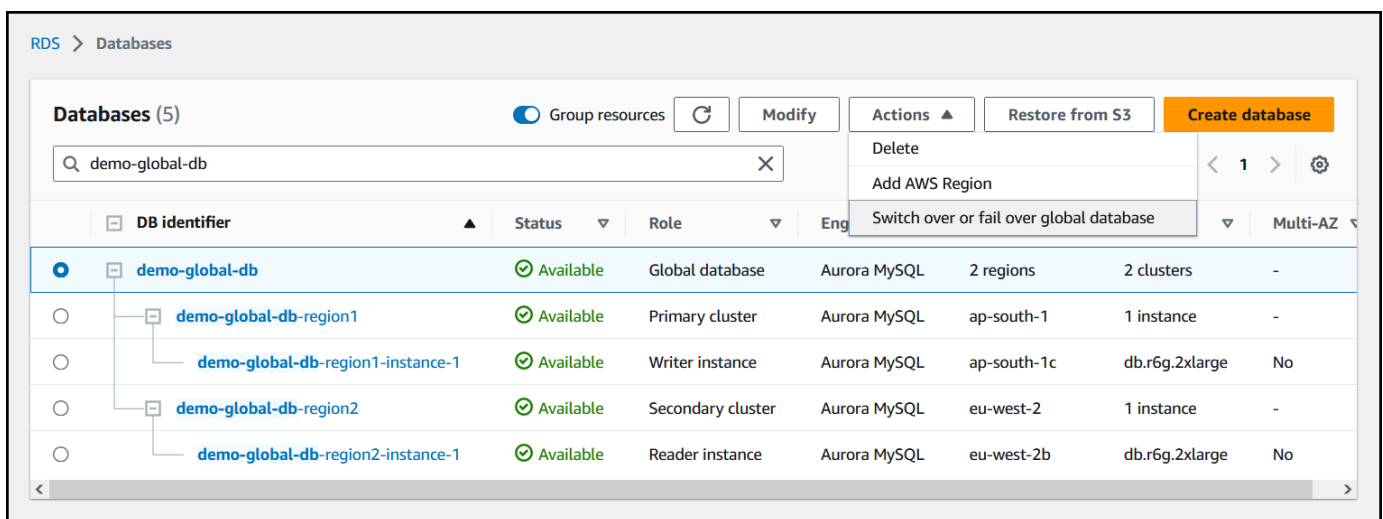 RDS > Databases
Databases (5) Group resources Modify Actions ▲ Restore from S3 Create database
demo-global-db
Delete
Add AWS Region
Switch over or fail over global database
1
DB identifier Status Role Eng Multi-AZ
demo-global-db Available Global database Aurora MySQL 2 regions 2 clusters -
demo-global-db-region1 Available Primary cluster Aurora MySQL ap-south-1 1 instance -
demo-global-db-region1-instance-1 Available Writer instance Aurora MySQL ap-south-1c db.r6g.2xlarge No
demo-global-db-region2 Available Secondary cluster Aurora MySQL eu-west-2 1 instance -
demo-global-db-region2-instance-1 Available Reader instance Aurora MySQL eu-west-2b db.r6g.2xlarge No